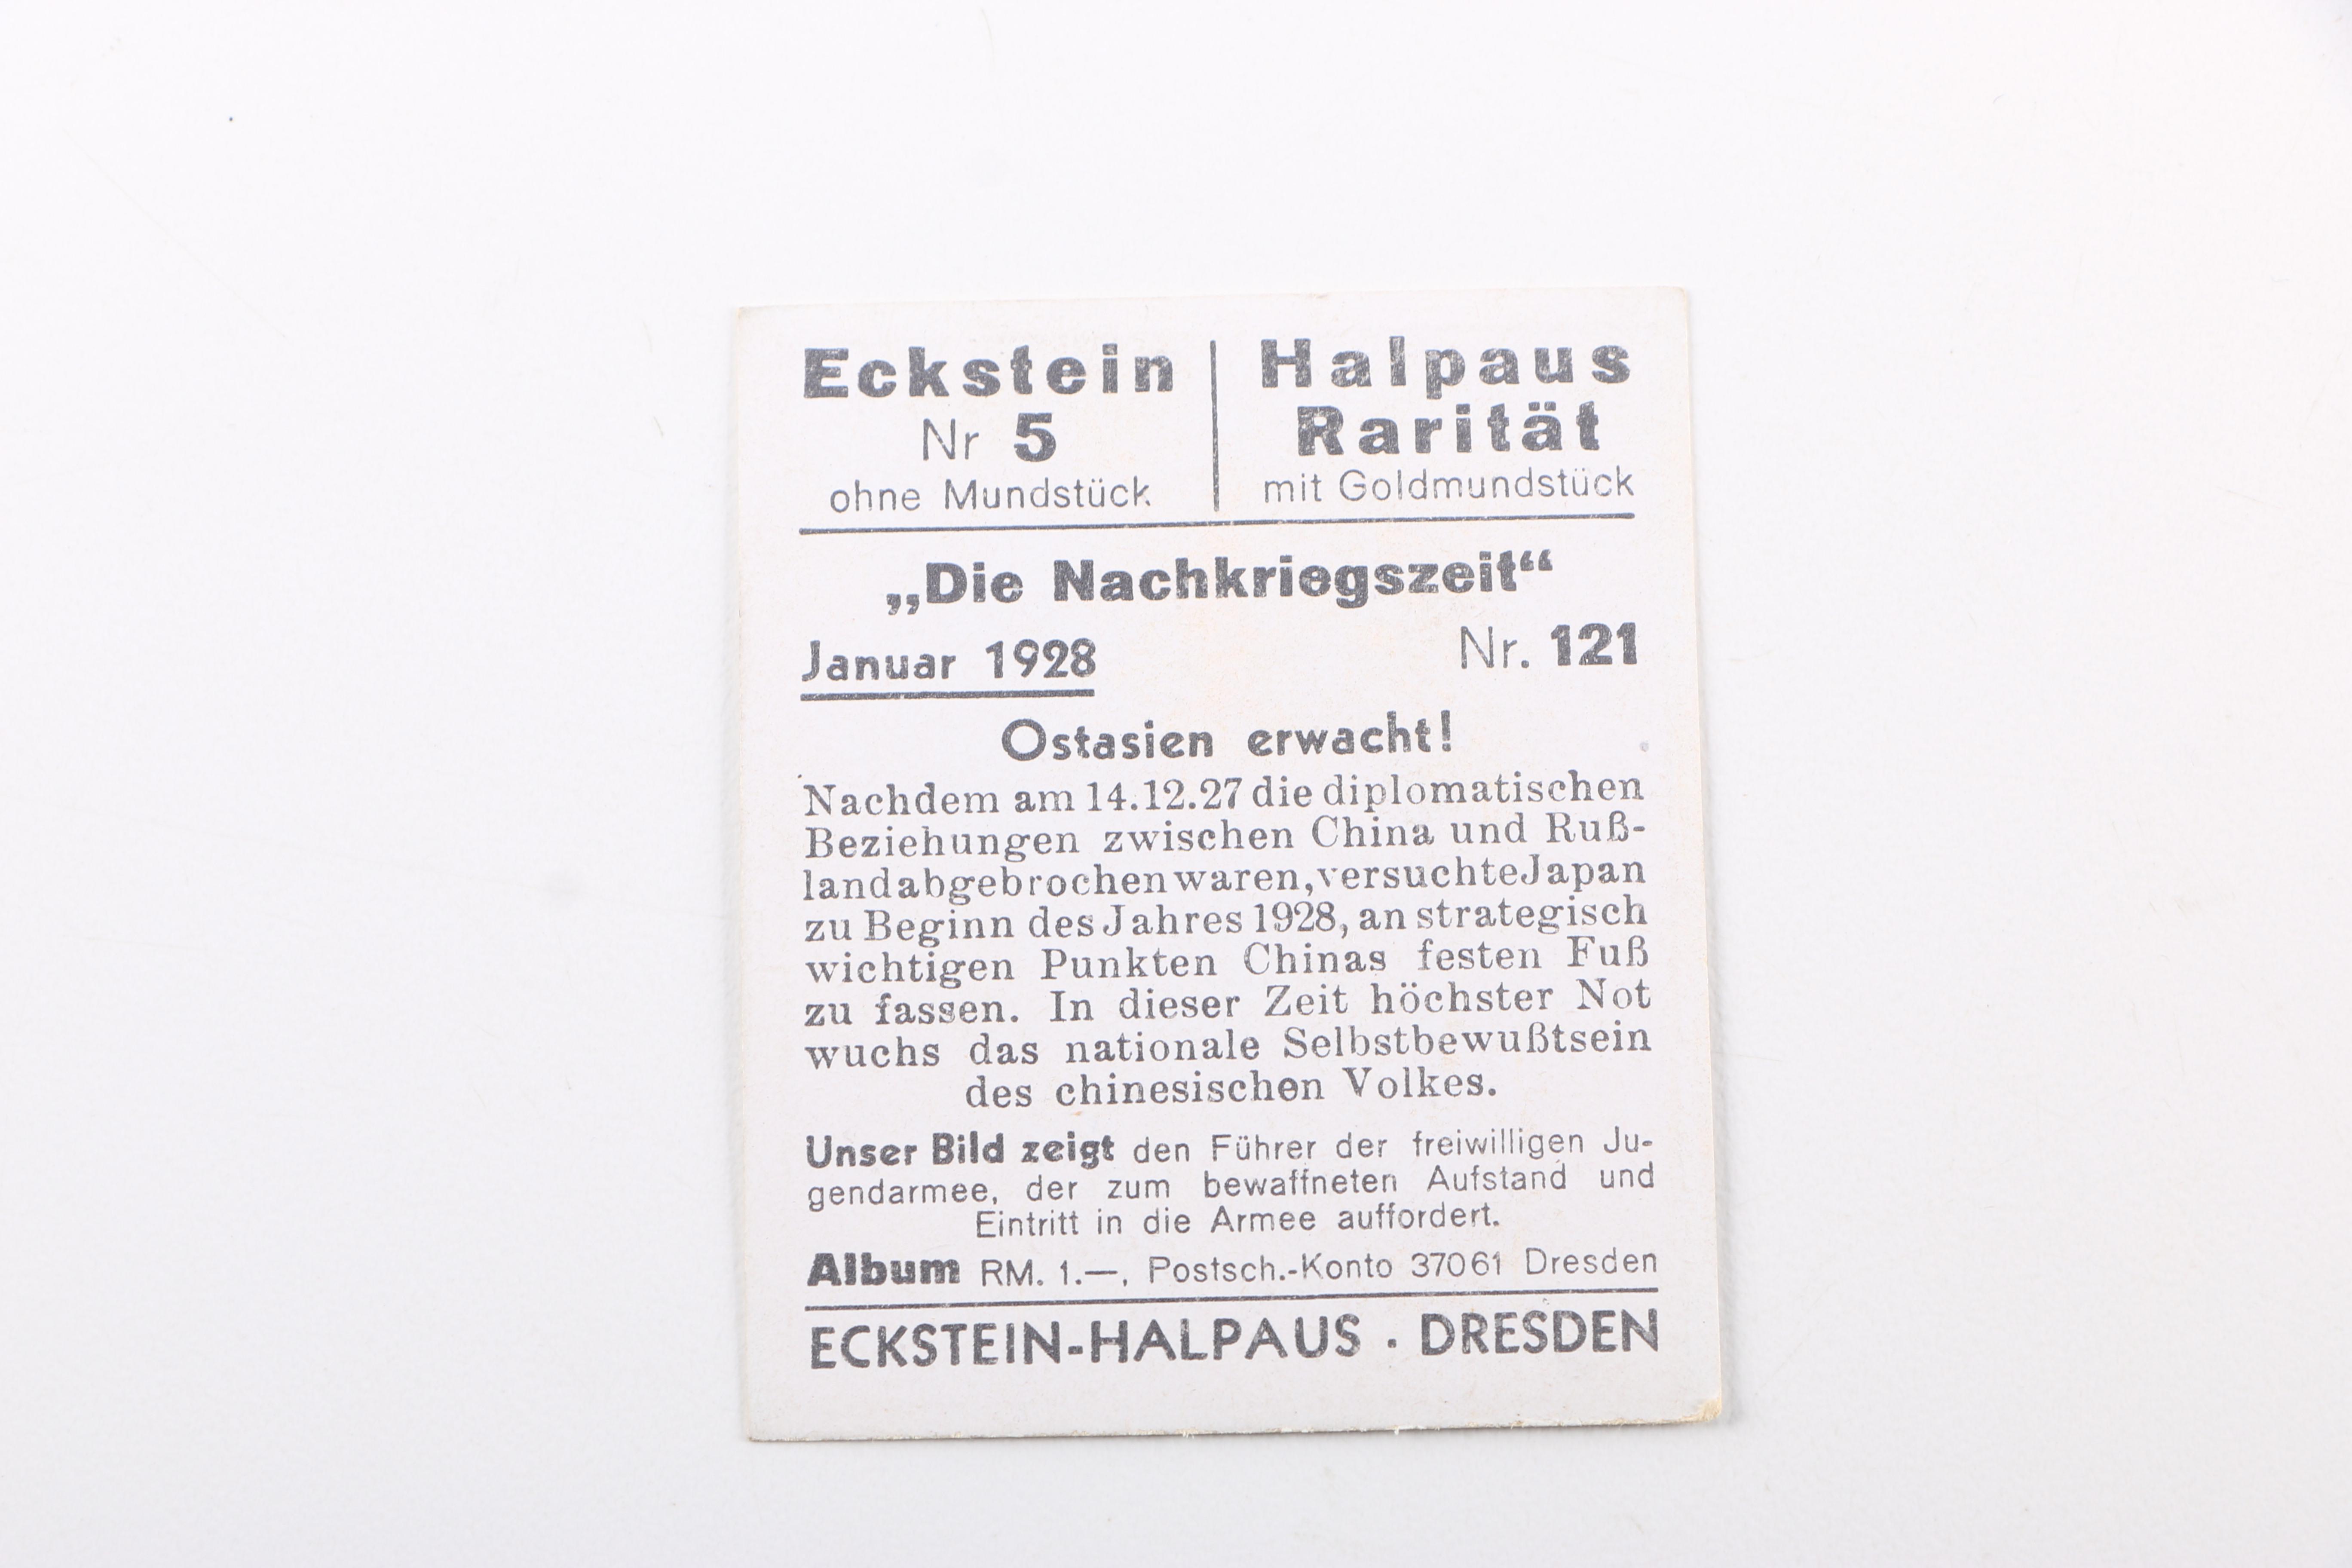 Eckstein
Nr 5
ohne Mundstück
Halpaus
Rarität
mit Goldmundstück
„Die Nachkriegszeit“
Januar 1928 Nr. 121
Ostasien erwacht!
Nachdem am 14.12.27 die diplomatischen
Beziehungen zwischen China und Ruß-
land abgebrochen waren, versuchte Japan
zu Beginn des Jahres 1928, an strategisch
wichtigen Punkten Chinas festen Fuß
zu fassen. In dieser Zeit höchster Not
wuchs das nationale Selbstbewußtsein
des chinesischen Volkes.
Unser Bild zeigt den Führer der freiwilligen Ju-
gendarmee, der zum bewaffneten Aufstand und
Eintritt in die Armee auffordert.
Album RM. 1.—, Postsch.-Konto 37061 Dresden
ECKSTEIN-HALPAUS · DRESDEN